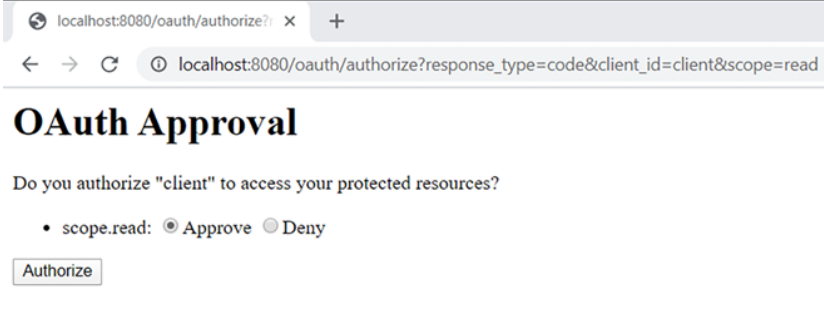 localhost:8080/oauth/authorize?
localhost:8080/oauth/authorize?response_type=code&client_id=client&scope=read
OAuth Approval
Do you authorize "client" to access your protected resources?
• scope.read: Approve Deny
Authorize